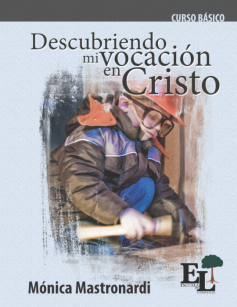 CURSO BÁSICO
Descubriendo
mi vocación
en Cristo
EL
Mónica Mastronardi